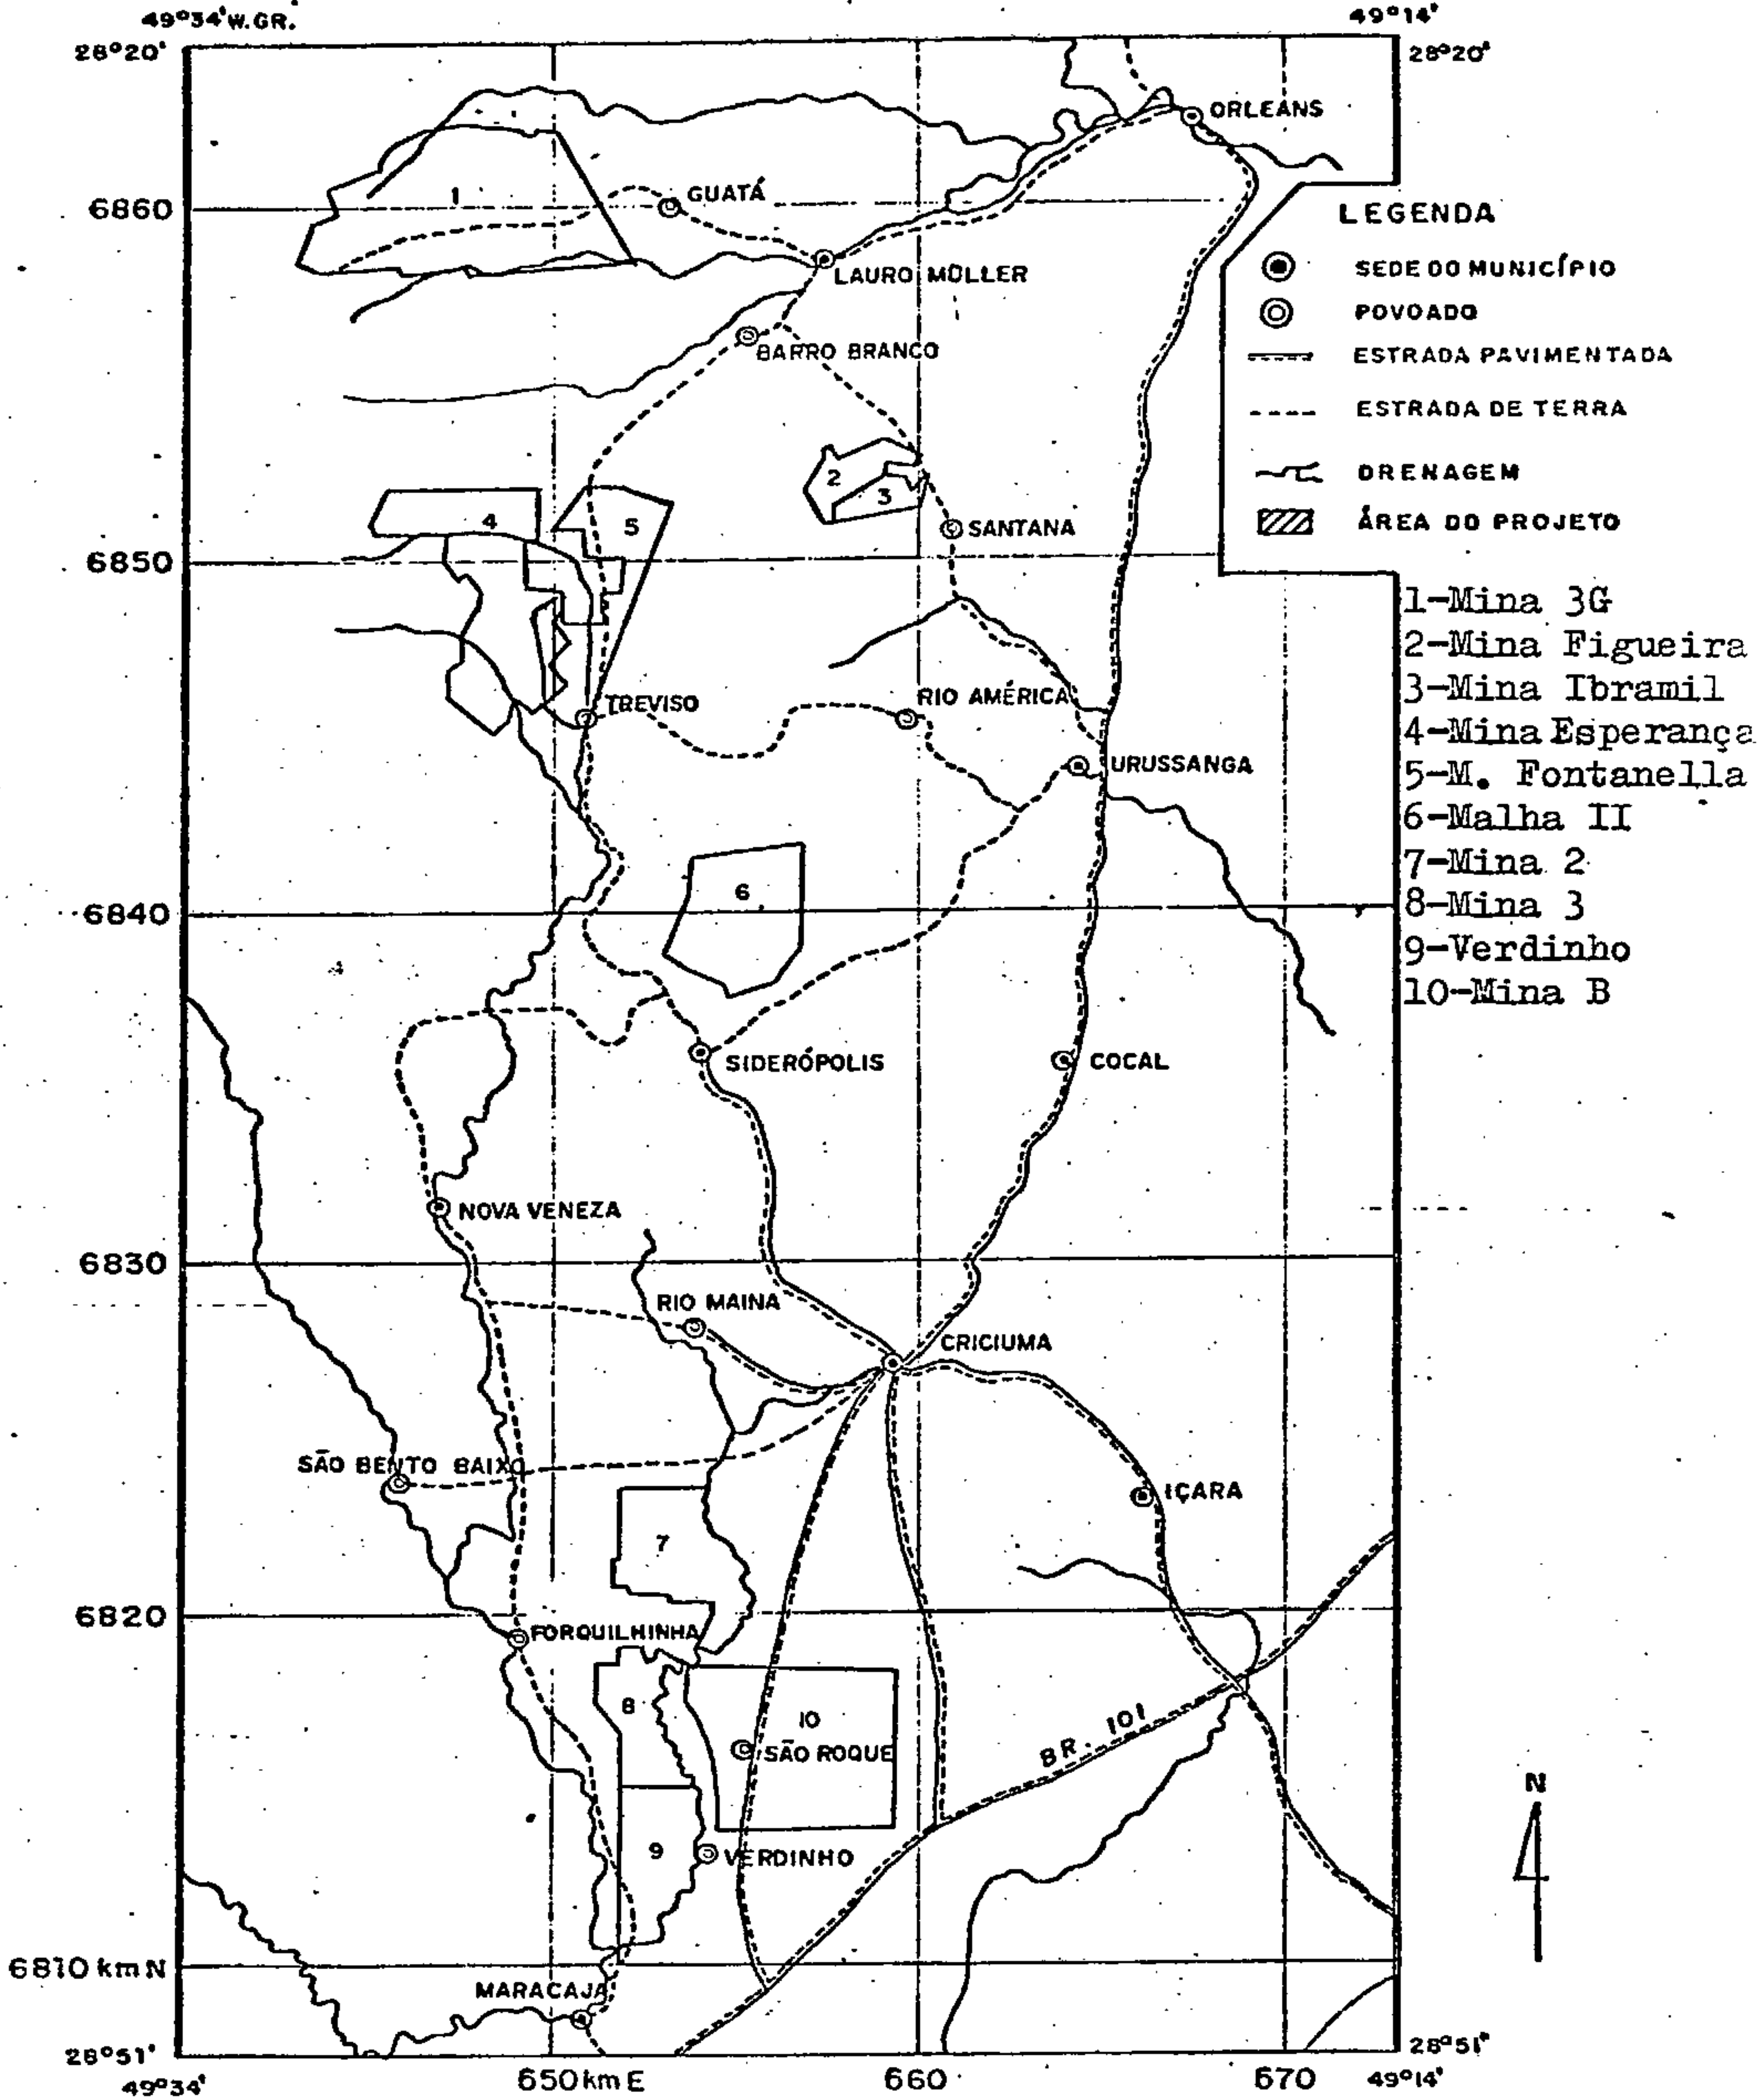 49°34' W.GR.
49°14'
28°20'
28°20'
ORLEANS
1
GUATÁ
6860
LEGENDA
LAURO MÜLLER
SEDE DO MUNICÍPIO
POVOADO
BARRO BRANCO
ESTRADA PAVIMENTADA
ESTRADA DE TERRA
2
DRENAGEM
3
4
5
SANTANA
ÁREA DO PROJETO
6850
1-Mina 3G
2-Mina Figueira
3-Mina Ibramil
4-Mina Esperança
5-M. Fontanella
6-Malha II
7-Mina 2
8-Mina 3
9-Verdinho
10-Mina B
TREVISO
RIO AMÉRICA
URUSSANGA
6
6840
SIDERÓPOLIS
COCAL
NOVA VENEZA
6830
RIO MAINA
CRICIUMA
SÃO BENTO BAIXO
IÇARA
7
6820
FORQUILHINHA
8
10
BR. 101
SÃO ROQUE
N
9
VERDINHO
6810 km N
MARACAJA
28°51'
28°51'
49°34'
650 km E
660
670
49°14'